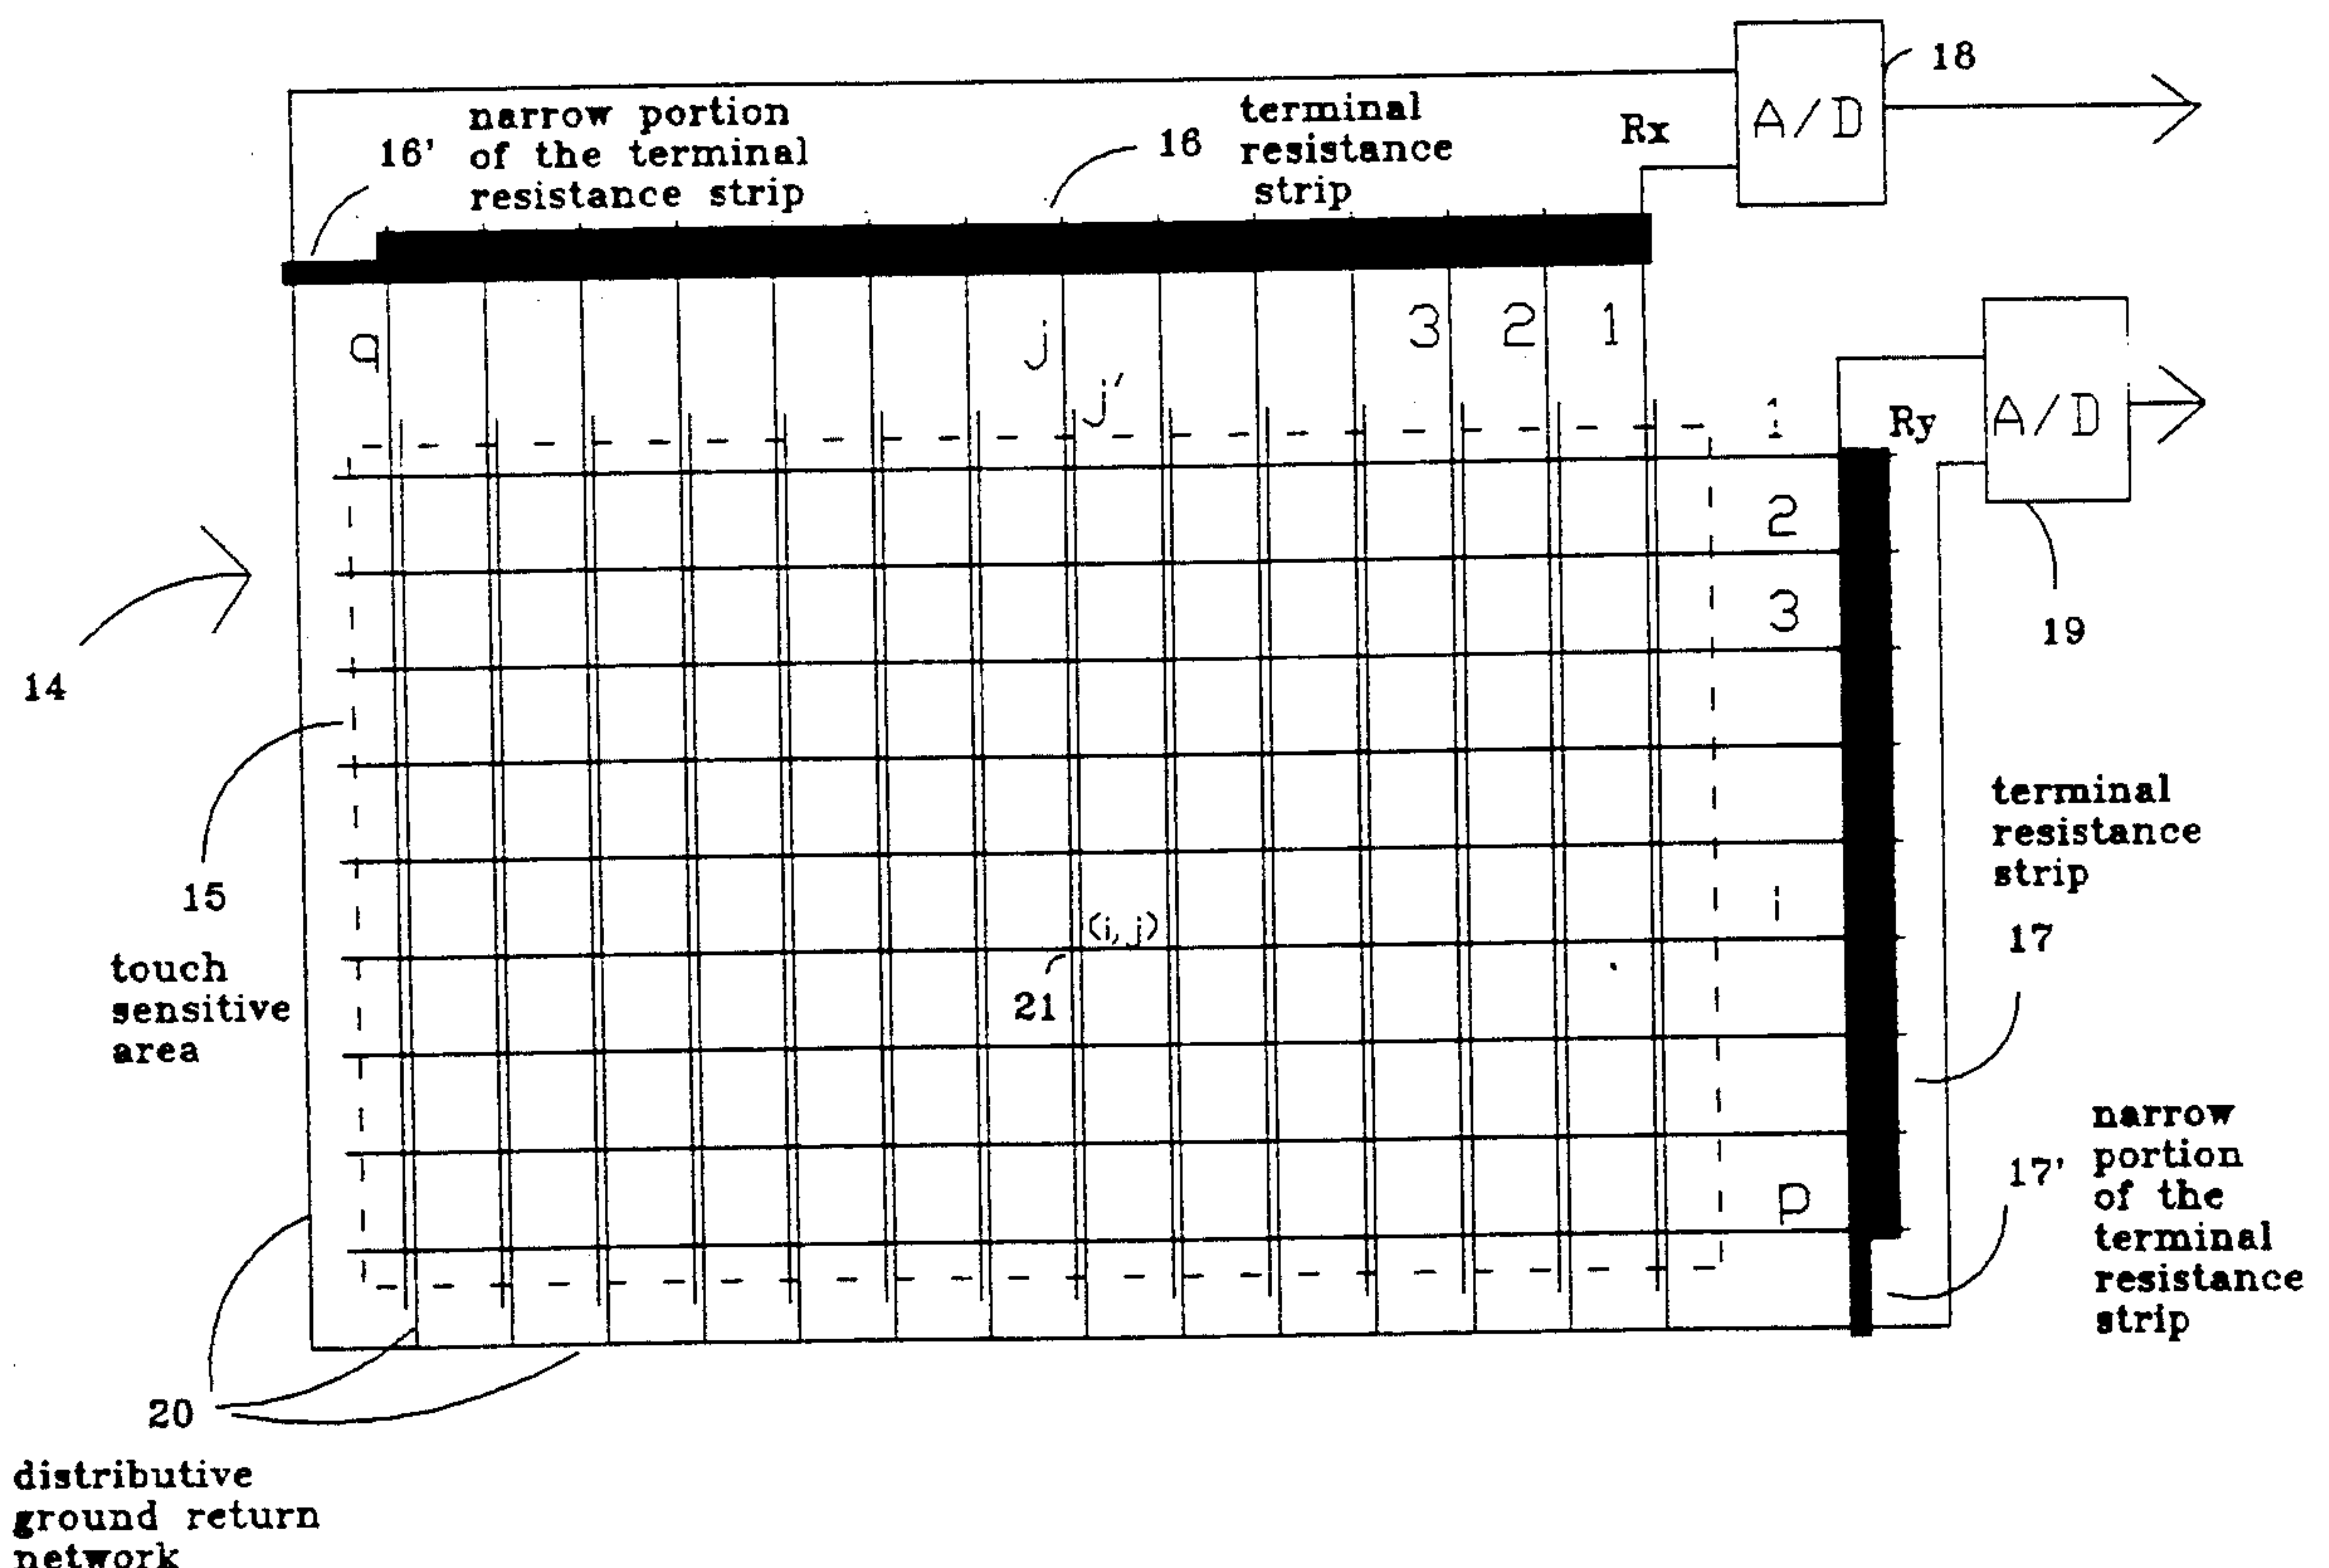 18
A/D
narrow portion
of the terminal
resistance strip
16'
16
terminal
resistance
strip
Rx
q
j
3
2
1
j'
1
Ry
A/D
2
3
19
14
15
touch
sensitive
area
(i,j)
21
i
terminal
resistance
strip
17
narrow
portion
of the
terminal
resistance
strip
17'
p
20
distributive
ground return
network